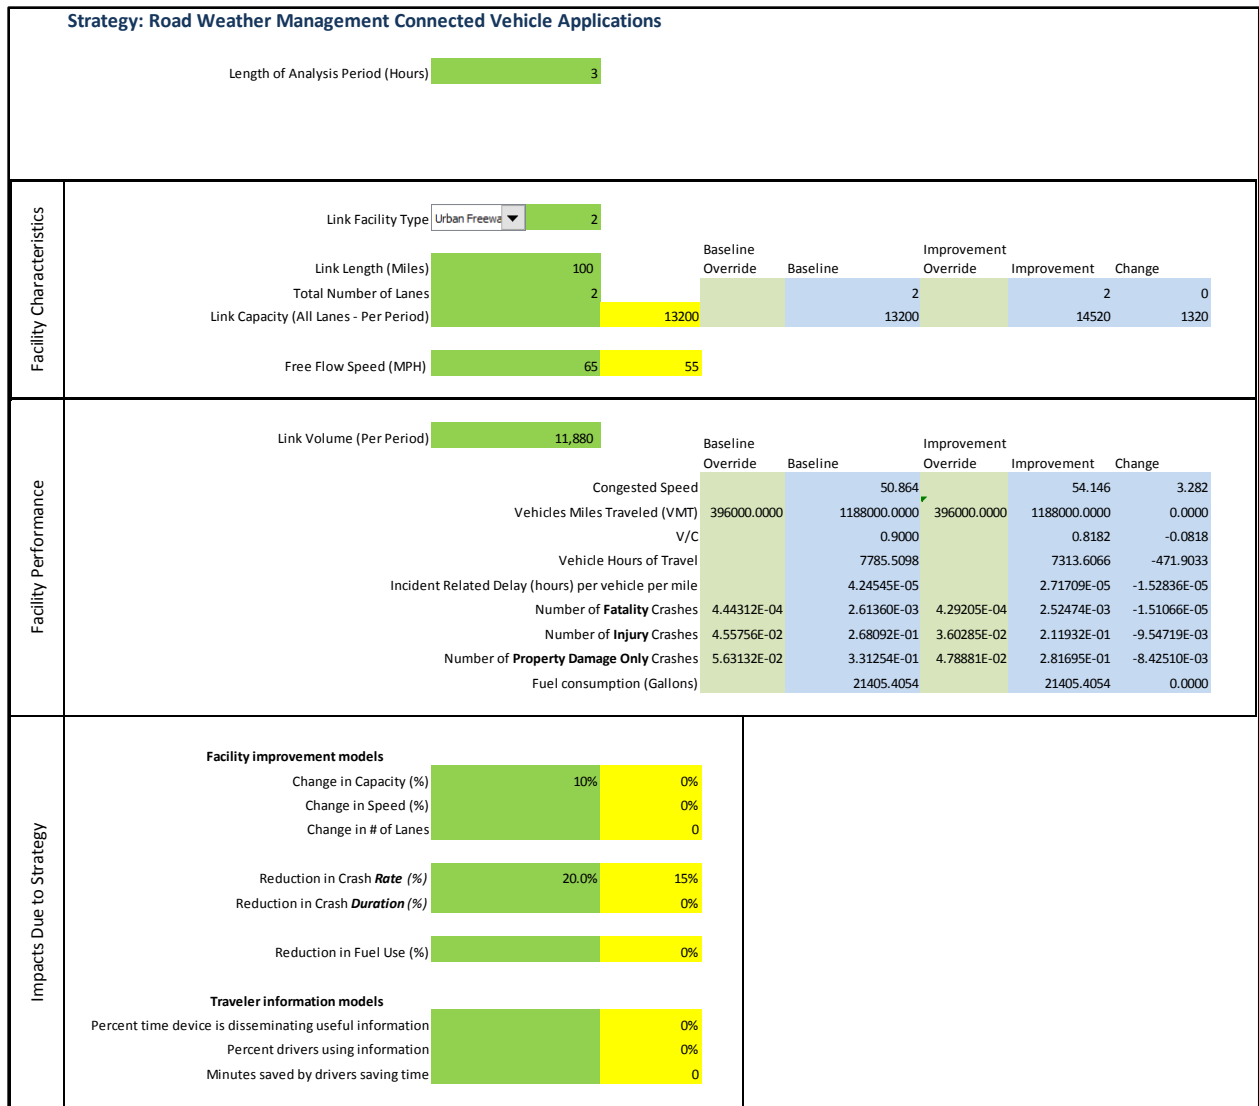 Strategy: Road Weather Management Connected Vehicle Applications
Length of Analysis Period (Hours) 3
Facility Characteristics
Link Facility Type Urban Freewa 2
Baseline Improvement
Link Length (Miles) 100 Override Baseline Override Improvement Change
Total Number of Lanes 2 2 2 0
Link Capacity (All Lanes - Per Period) 13200 13200 14520 1320
Free Flow Speed (MPH) 65 55
Facility Performance
Link Volume (Per Period) 11,880
Baseline Improvement
Override Baseline Override Improvement Change
Congested Speed 50.864 54.146 3.282
Vehicles Miles Traveled (VMT) 396000.0000 1188000.0000 396000.0000 1188000.0000 0.0000
V/C 0.9000 0.8182 -0.0818
Vehicle Hours of Travel 7785.5098 7313.6066 -471.9033
Incident Related Delay (hours) per vehicle per mile 4.24545E-05 2.71709E-05 -1.52836E-05
Number of Fatality Crashes 4.44312E-04 2.61360E-03 4.29205E-04 2.52474E-03 -1.51066E-05
Number of Injury Crashes 4.55756E-02 2.68092E-01 3.60285E-02 2.11932E-01 -9.54719E-03
Number of Property Damage Only Crashes 5.63132E-02 3.31254E-01 4.78881E-02 2.81695E-01 -8.42510E-03
Fuel consumption (Gallons) 21405.4054 21405.4054 0.0000
Impacts Due to Strategy
Facility improvement models
Change in Capacity (%) 10% 0%
Change in Speed (%) 0%
Change in # of Lanes 0
Reduction in Crash Rate (%) 20.0% 15%
Reduction in Crash Duration (%) 0%
Reduction in Fuel Use (%) 0%
Traveler information models
Percent time device is disseminating useful information 0%
Percent drivers using information 0%
Minutes saved by drivers saving time 0